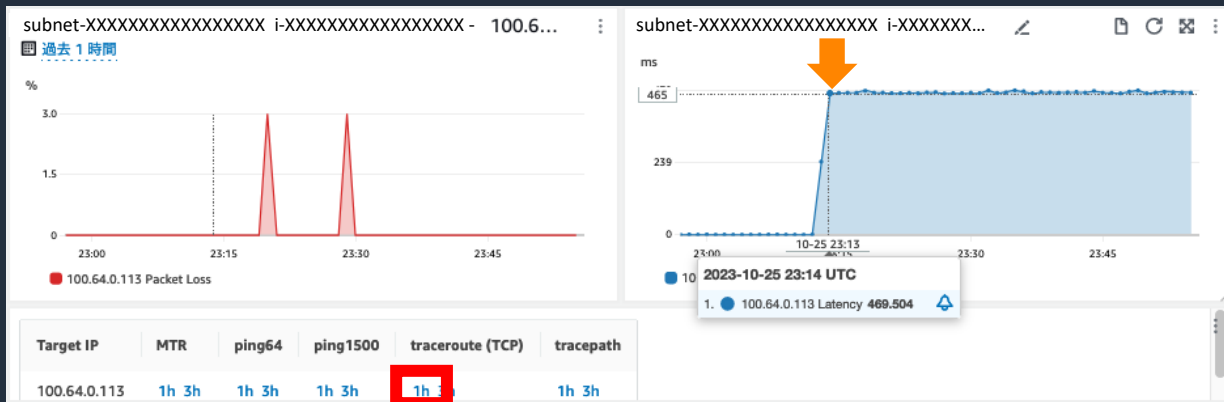 subnet-XXXXXXXXXXXXXXXXX i-XXXXXXXXXXXXXXXXX - 100.6...
過去 1 時間
%
3.0
1.5
0
23:00
23:15
23:30
23:45
100.64.0.113 Packet Loss
subnet-XXXXXXXXXXXXXXXXX i-XXXXXXX...
ms
465
239
0
10-25 23:13
23:00
23:30
23:45
10
2023-10-25 23:14 UTC
1. 100.64.0.113 Latency 469.504
Target IP MTR ping64 ping1500 traceroute (TCP) tracepath
100.64.0.113 1h 3h 1h 3h 1h 3h 1h 1h 3h